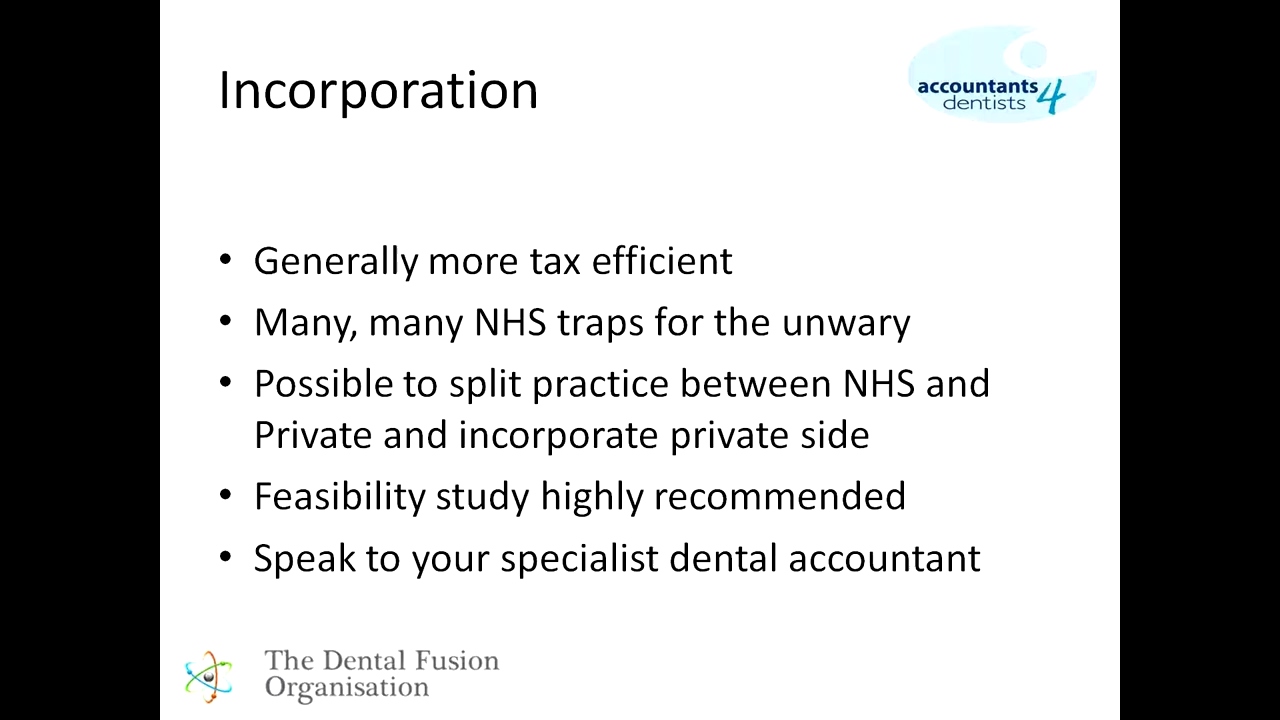 Incorporation
accountants 4
dentists
• Generally more tax efficient
• Many, many NHS traps for the unwary
• Possible to split practice between NHS and
Private and incorporate private side
• Feasibility study highly recommended
• Speak to your specialist dental accountant
The Dental Fusion
Organisation